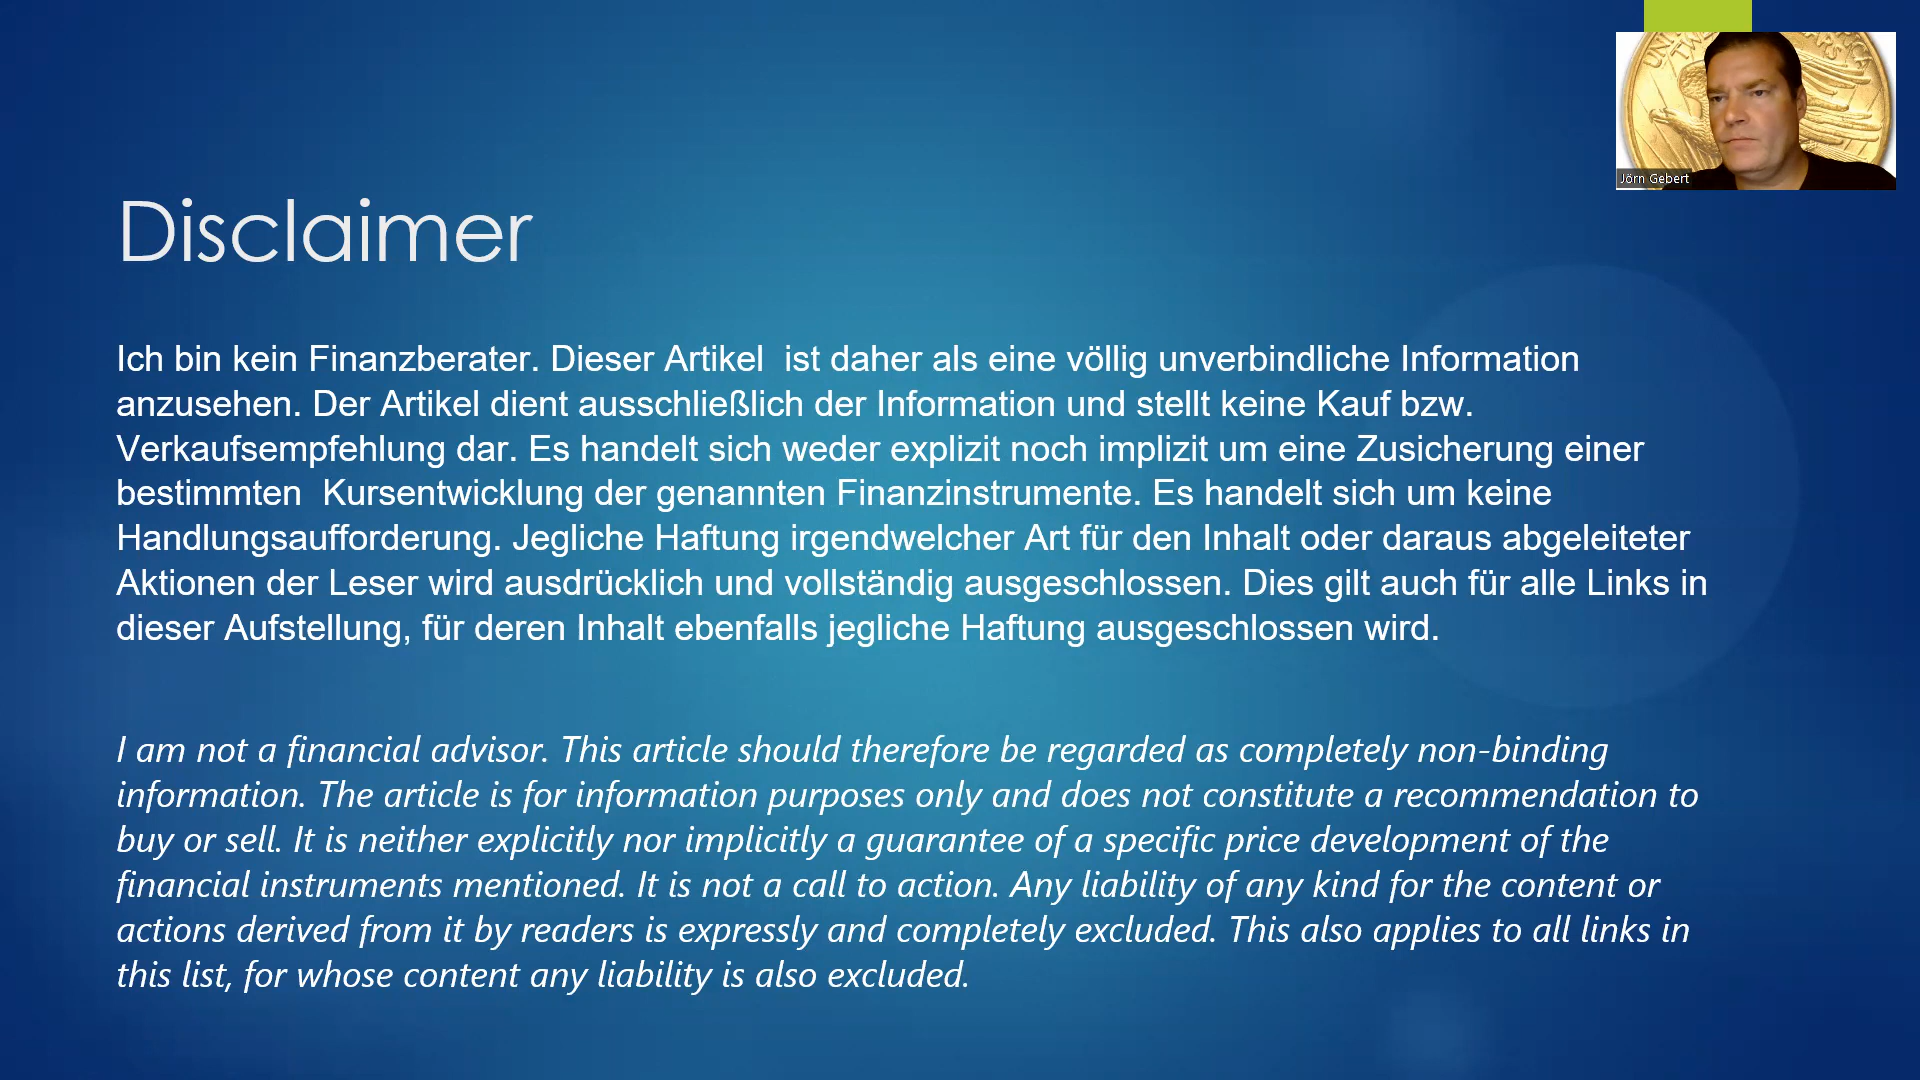 Jörn Gebert
Disclaimer
Ich bin kein Finanzberater. Dieser Artikel  ist daher als eine völlig unverbindliche Information
anzusehen. Der Artikel dient ausschließlich der Information und stellt keine Kauf bzw.
Verkaufsempfehlung dar. Es handelt sich weder explizit noch implizit um eine Zusicherung einer
bestimmten  Kursentwicklung der genannten Finanzinstrumente. Es handelt sich um keine
Handlungsaufforderung. Jegliche Haftung irgendwelcher Art für den Inhalt oder daraus abgeleiteter
Aktionen der Leser wird ausdrücklich und vollständig ausgeschlossen. Dies gilt auch für alle Links in
dieser Aufstellung, für deren Inhalt ebenfalls jegliche Haftung ausgeschlossen wird.
I am not a financial advisor. This article should therefore be regarded as completely non-binding
information. The article is for information purposes only and does not constitute a recommendation to
buy or sell. It is neither explicitly nor implicitly a guarantee of a specific price development of the
financial instruments mentioned. It is not a call to action. Any liability of any kind for the content or
actions derived from it by readers is expressly and completely excluded. This also applies to all links in
this list, for whose content any liability is also excluded.